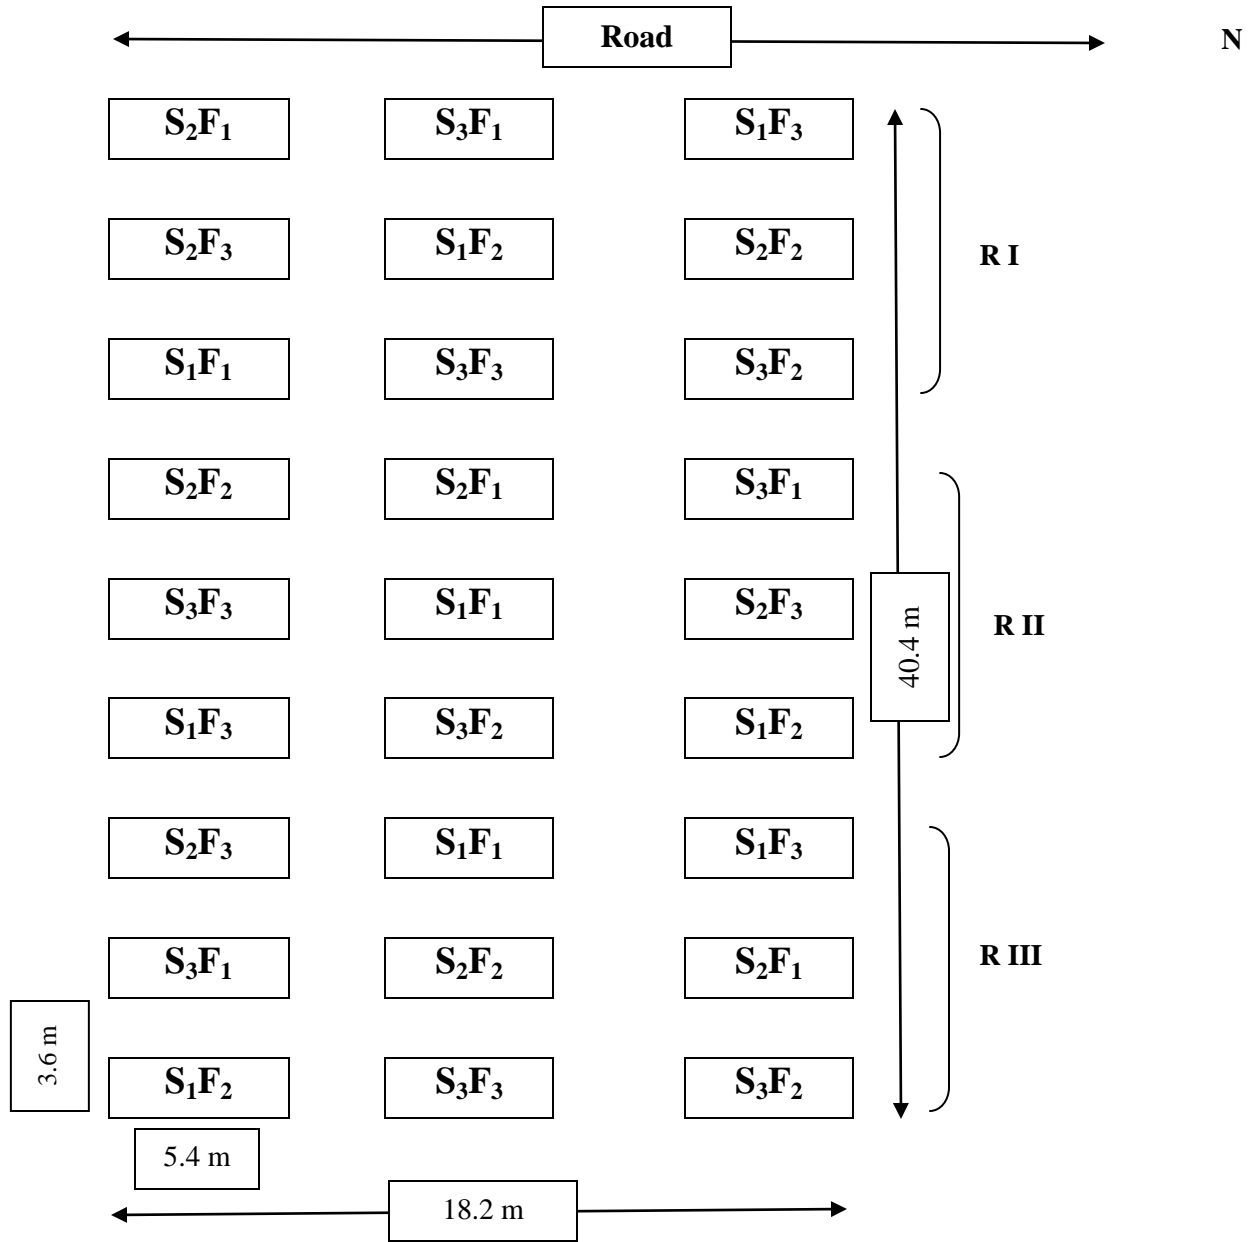 Road
N
S₂F₁ S₃F₁ S₁F₃
S₂F₃ S₁F₂ S₂F₂
R I
S₁F₁ S₃F₃ S₃F₂
S₂F₂ S₂F₁ S₃F₁
S₃F₃ S₁F₁ S₂F₃
40.4 m
R II
S₁F₃ S₃F₂ S₁F₂
S₂F₃ S₁F₁ S₁F₃
S₃F₁ S₂F₂ S₂F₁
R III
3.6 m
S₁F₂ S₃F₃ S₃F₂
5.4 m
18.2 m